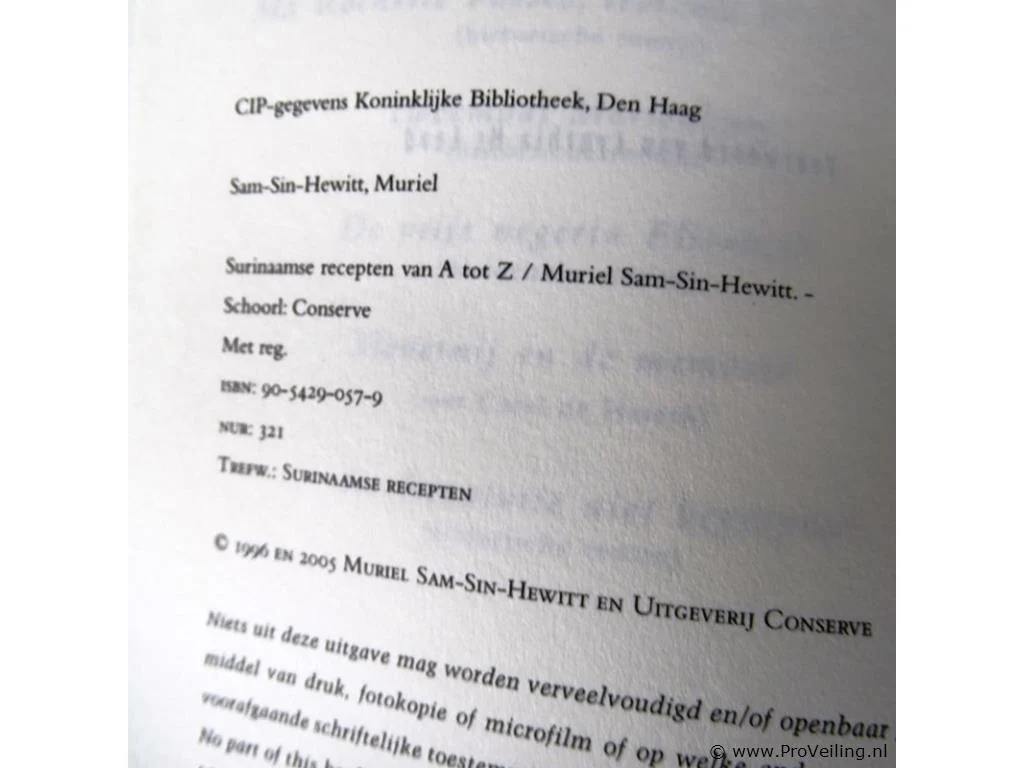 CIP-gegevens Koninklijke Bibliotheek, Den Haag
Sam-Sin-Hewitt, Muriel
Surinaamse recepten van A tot Z / Muriel Sam-Sin-Hewitt. -
Schoorl: Conserve
Met reg.
ISBN: 90-5429-057-9
NUR: 321
TREFW.: SURINAAMSE RECEPTEN
© 1996 EN 2005 MURIEL SAM-SIN-HEWITT EN UITGEVERIJ CONSERVE
Niets uit deze uitgave mag worden verveelvoudigd en/of openbaar
middel van druk, fotokopie of microfilm of op welke
voorafgaande schriftelijke
No part of this
© www.ProVeiling.nl